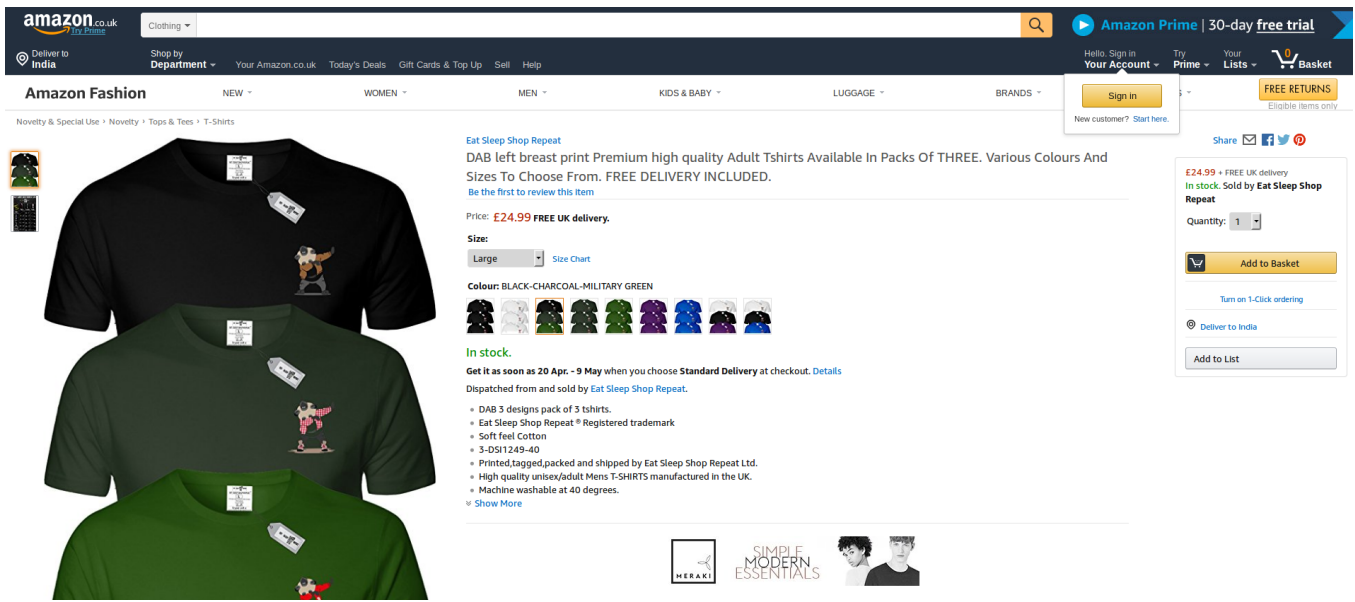 amazon.co.uk
Try Prime
Clothing
Amazon Prime | 30-day free trial
Deliver to
India
Shop by
Department
Your Amazon.co.uk
Today's Deals
Gift Cards & Top Up
Sell
Help
Hello. Sign in
Your Account
Try
Prime
Your
Lists
0
Basket
Amazon Fashion
NEW
WOMEN
MEN
KIDS & BABY
LUGGAGE
BRANDS
Sign in
New customer? Start here.
FREE RETURNS
Eligible items only
Novelty & Special Use › Novelty › Tops & Tees › T-Shirts
Eat Sleep Shop Repeat
DAB left breast print Premium high quality Adult Tshirts Available In Packs Of THREE. Various Colours And
Sizes To Choose From. FREE DELIVERY INCLUDED.
Be the first to review this item
Price: £24.99 FREE UK delivery.
Size:
Large
Size Chart
Colour: BLACK-CHARCOAL-MILITARY GREEN
In stock.
Get it as soon as 20 Apr. - 9 May when you choose Standard Delivery at checkout. Details
Dispatched from and sold by Eat Sleep Shop Repeat.
DAB 3 designs pack of 3 tshirts.
Eat Sleep Shop Repeat ® Registered trademark
Soft feel Cotton
3-DSI1249-40
Printed,tagged,packed and shipped by Eat Sleep Shop Repeat Ltd.
High quality unisex/adult Mens T-SHIRTS manufactured in the UK.
Machine washable at 40 degrees.
Show More
MERAKI
SIMPLE
MODERN
ESSENTIALS
Share
£24.99 + FREE UK delivery
In stock. Sold by Eat Sleep Shop
Repeat
Quantity: 1
Add to Basket
Turn on 1-Click ordering
Deliver to India
Add to List